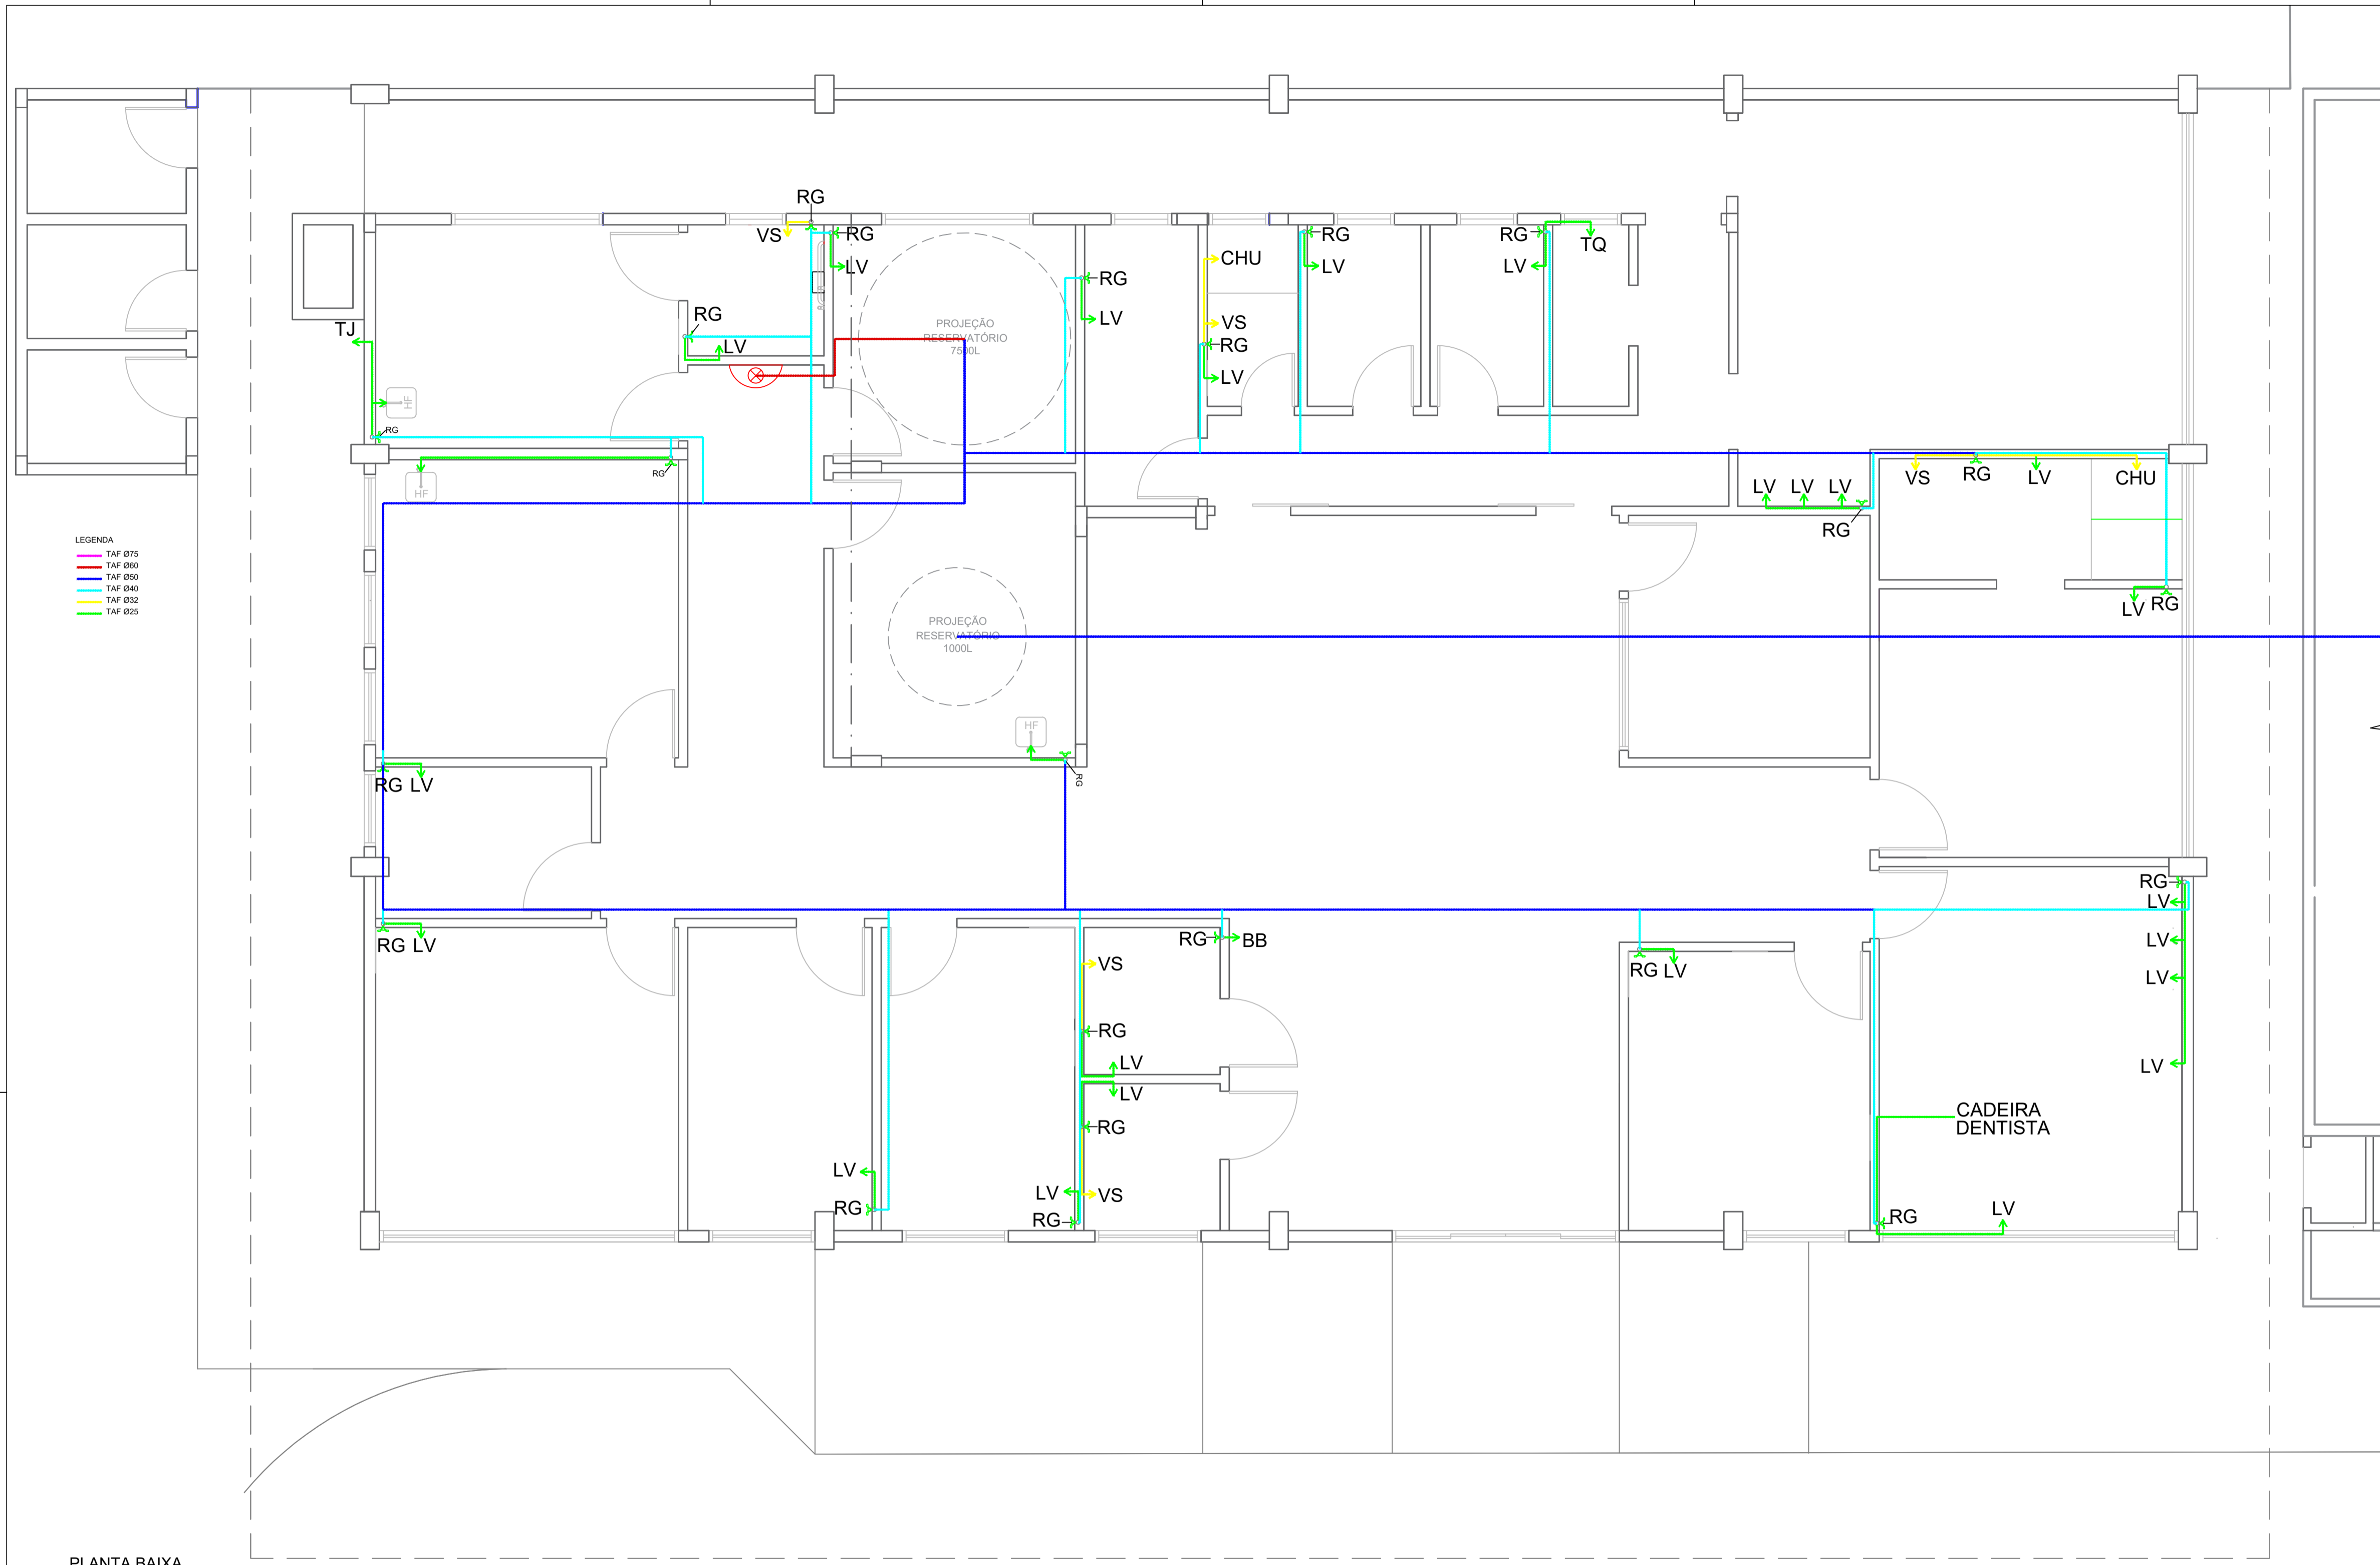 RG
VS
RG
RG
RG
TQ
LV
LV
LV
CHU
RG
LV
RG
LV
TJ
RG
LV
PROJEÇÃO
RESERVATÓRIO
7500L
VS
RG
LV
HF
RG
RG
HF
LV
LV
LV
RG
VS
RG
LV
CHU
LEGENDA
TAF Ø75
TAF Ø60
TAF Ø50
TAF Ø40
TAF Ø32
TAF Ø25
PROJEÇÃO
RESERVATÓRIO
1000L
LV
RG
HF
RG
RG
LV
RG
LV
RG
LV
RG
BB
VS
RG
LV
LV
LV
RG
LV
LV
RG
LV
CADEIRA
DENTISTA
LV
RG
LV
RG
VS
RG
LV
PLANTA BAIXA